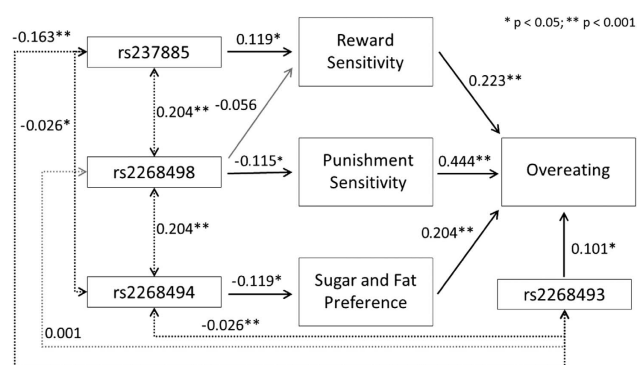 * p < 0.05; ** p < 0.001
-0.163**
rs237885
0.119*
Reward
Sensitivity
0.223**
-0.026*
0.204**
-0.056
rs2268498
-0.115*
Punishment
Sensitivity
0.444**
Overeating
0.204**
0.204**
0.101*
rs2268494
-0.119*
Sugar and Fat
Preference
rs2268493
0.001
-0.026**